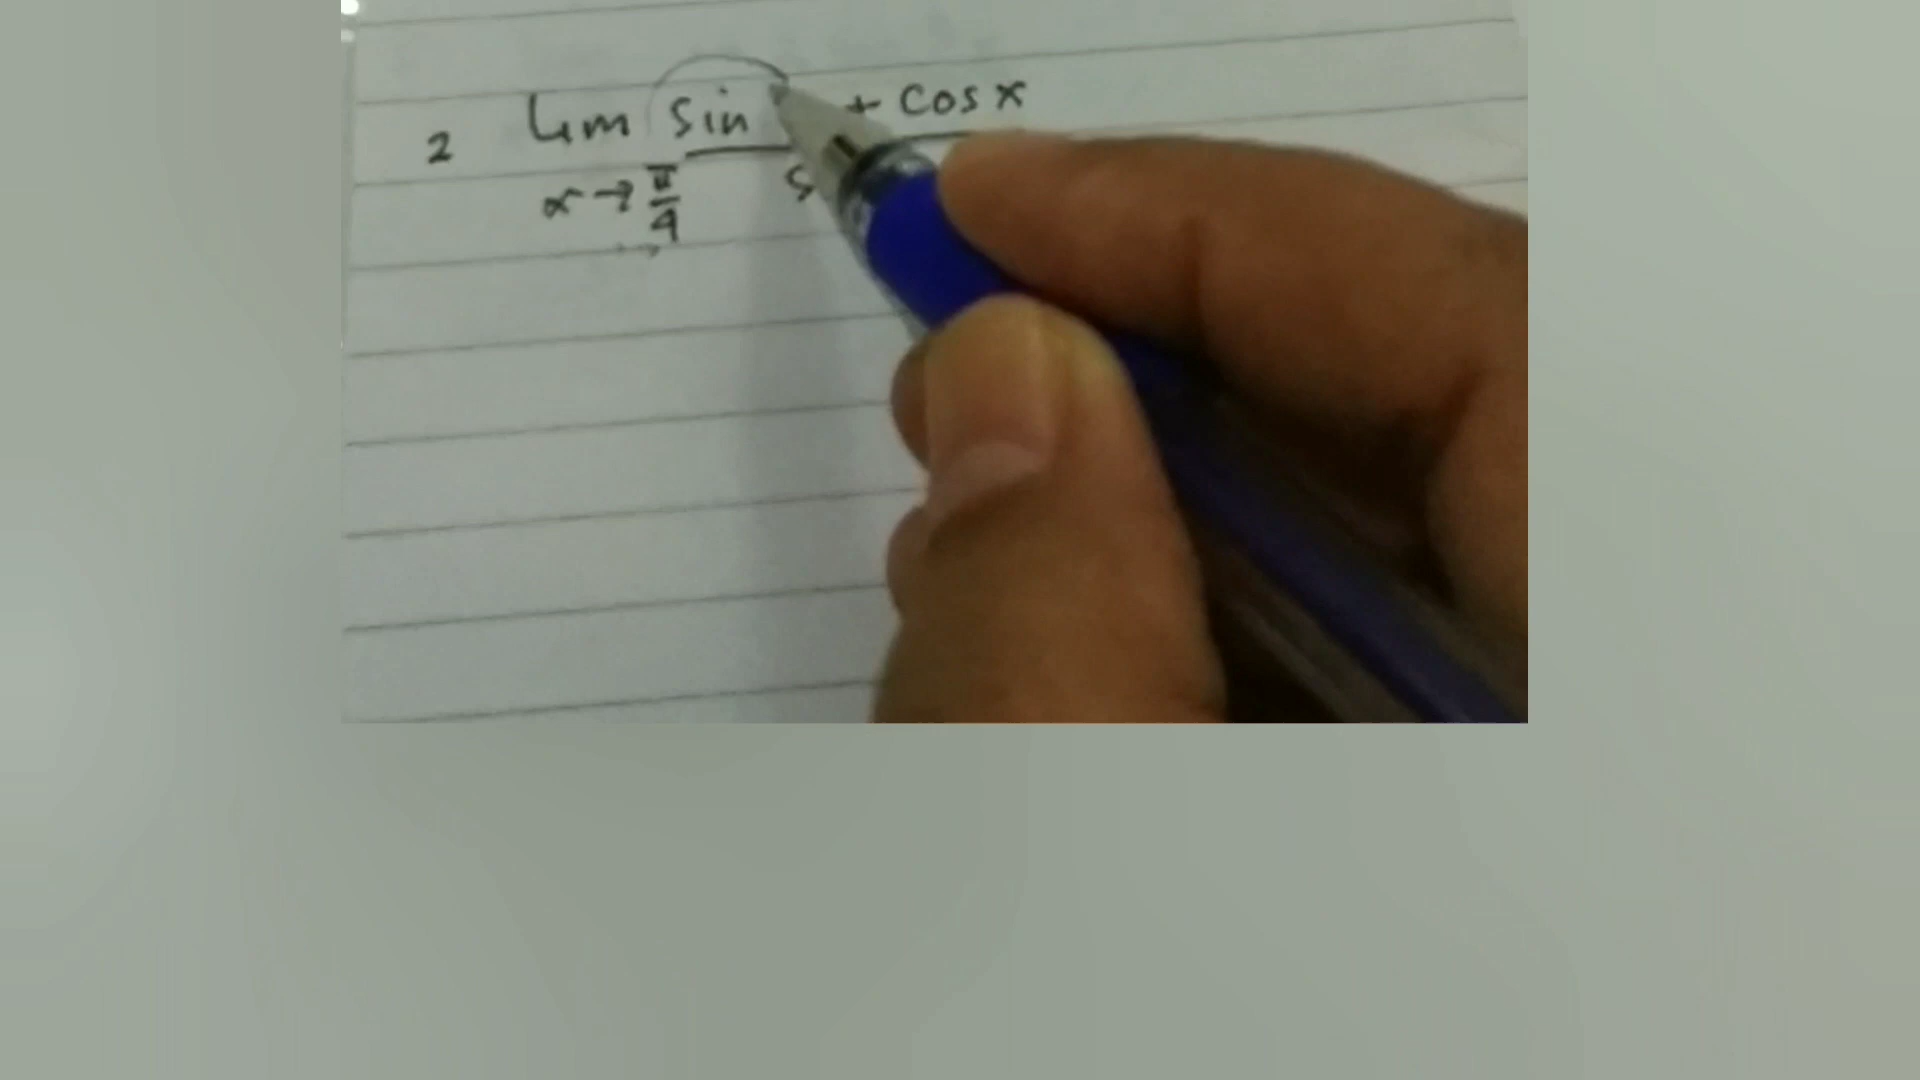 2 lim sin + cos x
x → π/4 s